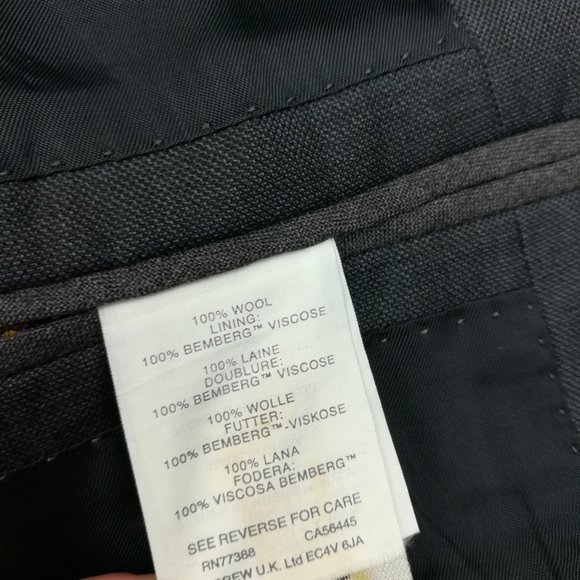 100% WOOL
LINING:
100% BEMBERG™ VISCOSE
100% LAINE
DOUBLURE:
100% BEMBERG™ VISCOSE
100% WOLLE
FUTTER:
100% BEMBERG™-VISKOSE
100% LANA
FODERA:
100% VISCOSA BEMBERG™
SEE REVERSE FOR CARE
RN77388 CA56445
U.K. Ltd EC4V 6JA